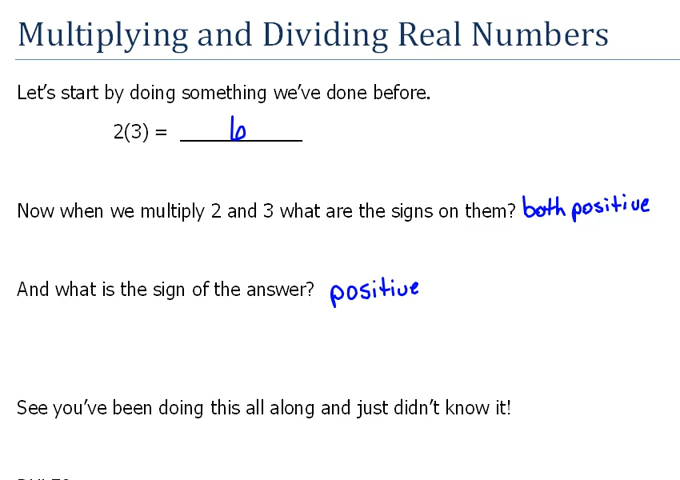 Multiplying and Dividing Real Numbers
Let's start by doing something we've done before.
2(3) = 6
Now when we multiply 2 and 3 what are the signs on them? both positive
And what is the sign of the answer? positive
See you've been doing this all along and just didn't know it!